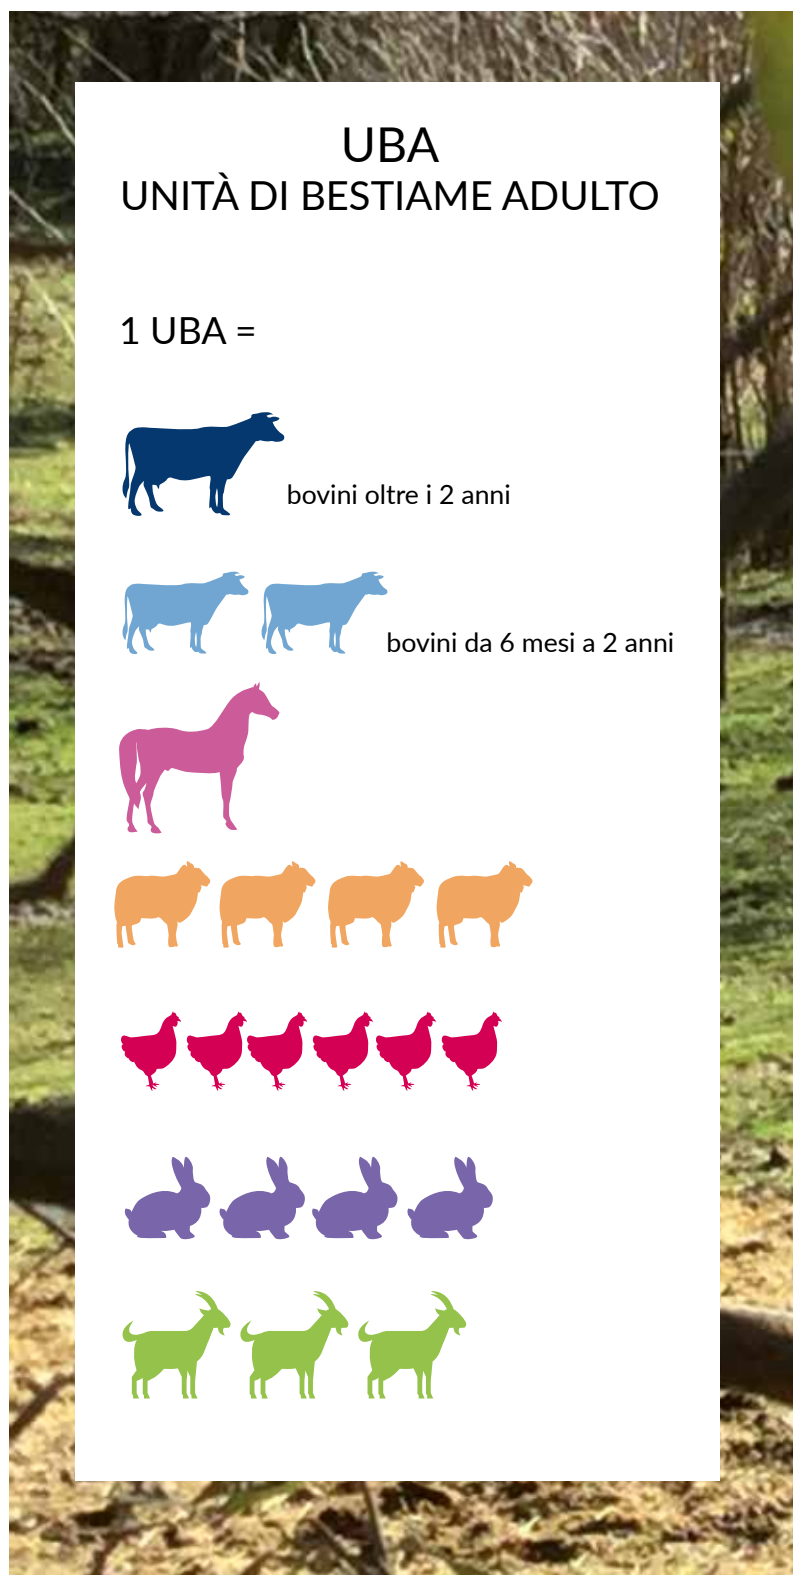 UBA
UNITÀ DI BESTIAME ADULTO
1 UBA =
bovini oltre i 2 anni
bovini da 6 mesi a 2 anni